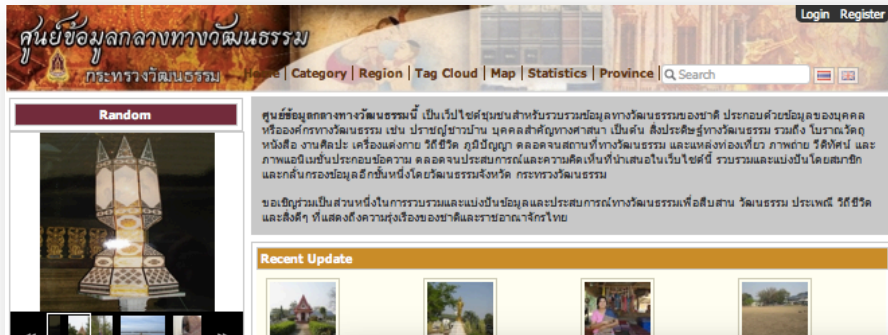 Login Register
ศูนย์ข้อมูลกลางทางวัฒนธรรม
กระทรวงวัฒนธรรม
Home | Category | Region | Tag Cloud | Map | Statistics | Province | Search
Random
ศูนย์ข้อมูลกลางทางวัฒนธรรมนี้ เป็นเว็บไซต์ชุมชนสำหรับรวบรวมข้อมูลทางวัฒนธรรมของชาติ ประกอบด้วยข้อมูลของบุคคล
หรือองค์กรทางวัฒนธรรม เช่น ปราชญ์ชาวบ้าน บุคคลสำคัญทางศาสนา เป็นต้น สิ่งประดิษฐ์ทางวัฒนธรรม รวมถึง โบราณวัตถุ
หนังสือ งานศิลปะ เครื่องแต่งกาย วิถีชีวิต ภูมิปัญญา ตลอดจนสถานที่ทางวัฒนธรรม และแหล่งท่องเที่ยว ภาพถ่าย วีดิทัศน์ และ
ภาพแอนิเมชั่นประกอบข้อความ ตลอดจนประสบการณ์และความคิดเห็นที่นำเสนอในเว็บไซต์นี้ รวบรวมและแบ่งปันโดยสมาชิก
และกลั่นกรองข้อมูลอีกชั้นหนึ่งโดยวัฒนธรรมจังหวัด กระทรวงวัฒนธรรม
ขอเชิญร่วมเป็นส่วนหนึ่งในการรวบรวมและแบ่งปันข้อมูลและประสบการณ์ทางวัฒนธรรมเพื่อสืบสาน วัฒนธรรม ประเพณี วิถีชีวิต
และสิ่งดีๆ ที่แสดงถึงความรุ่งเรืองของชาติและราชอาณาจักรไทย
Recent Update